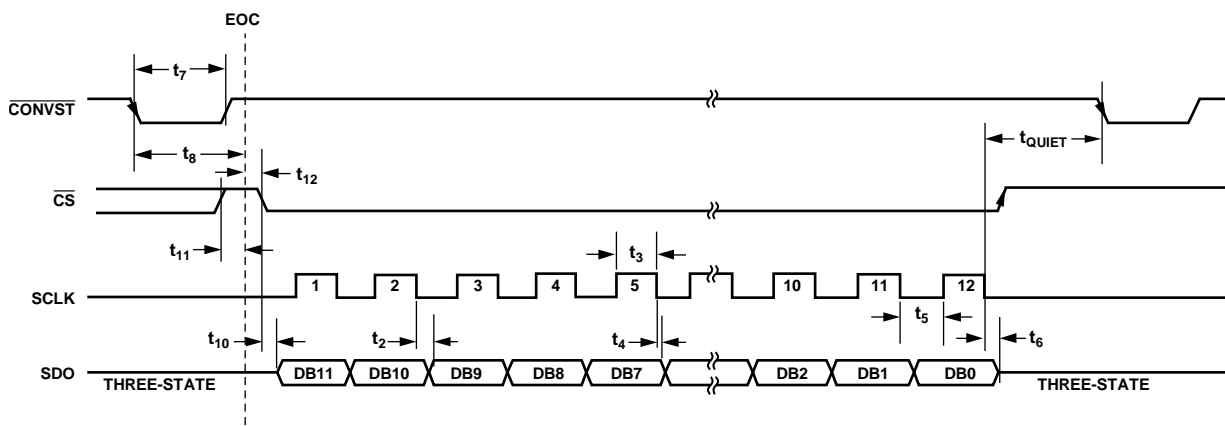 EOC
t7
CONVST
t8
tQUIET
t12
CS
t11
t3
SCLK
1 2 3 4 5 10 11 12
t10
t2
t4
t5
t6
SDO
DB11 DB10 DB9 DB8 DB7 DB2 DB1 DB0
THREE-STATE
THREE-STATE